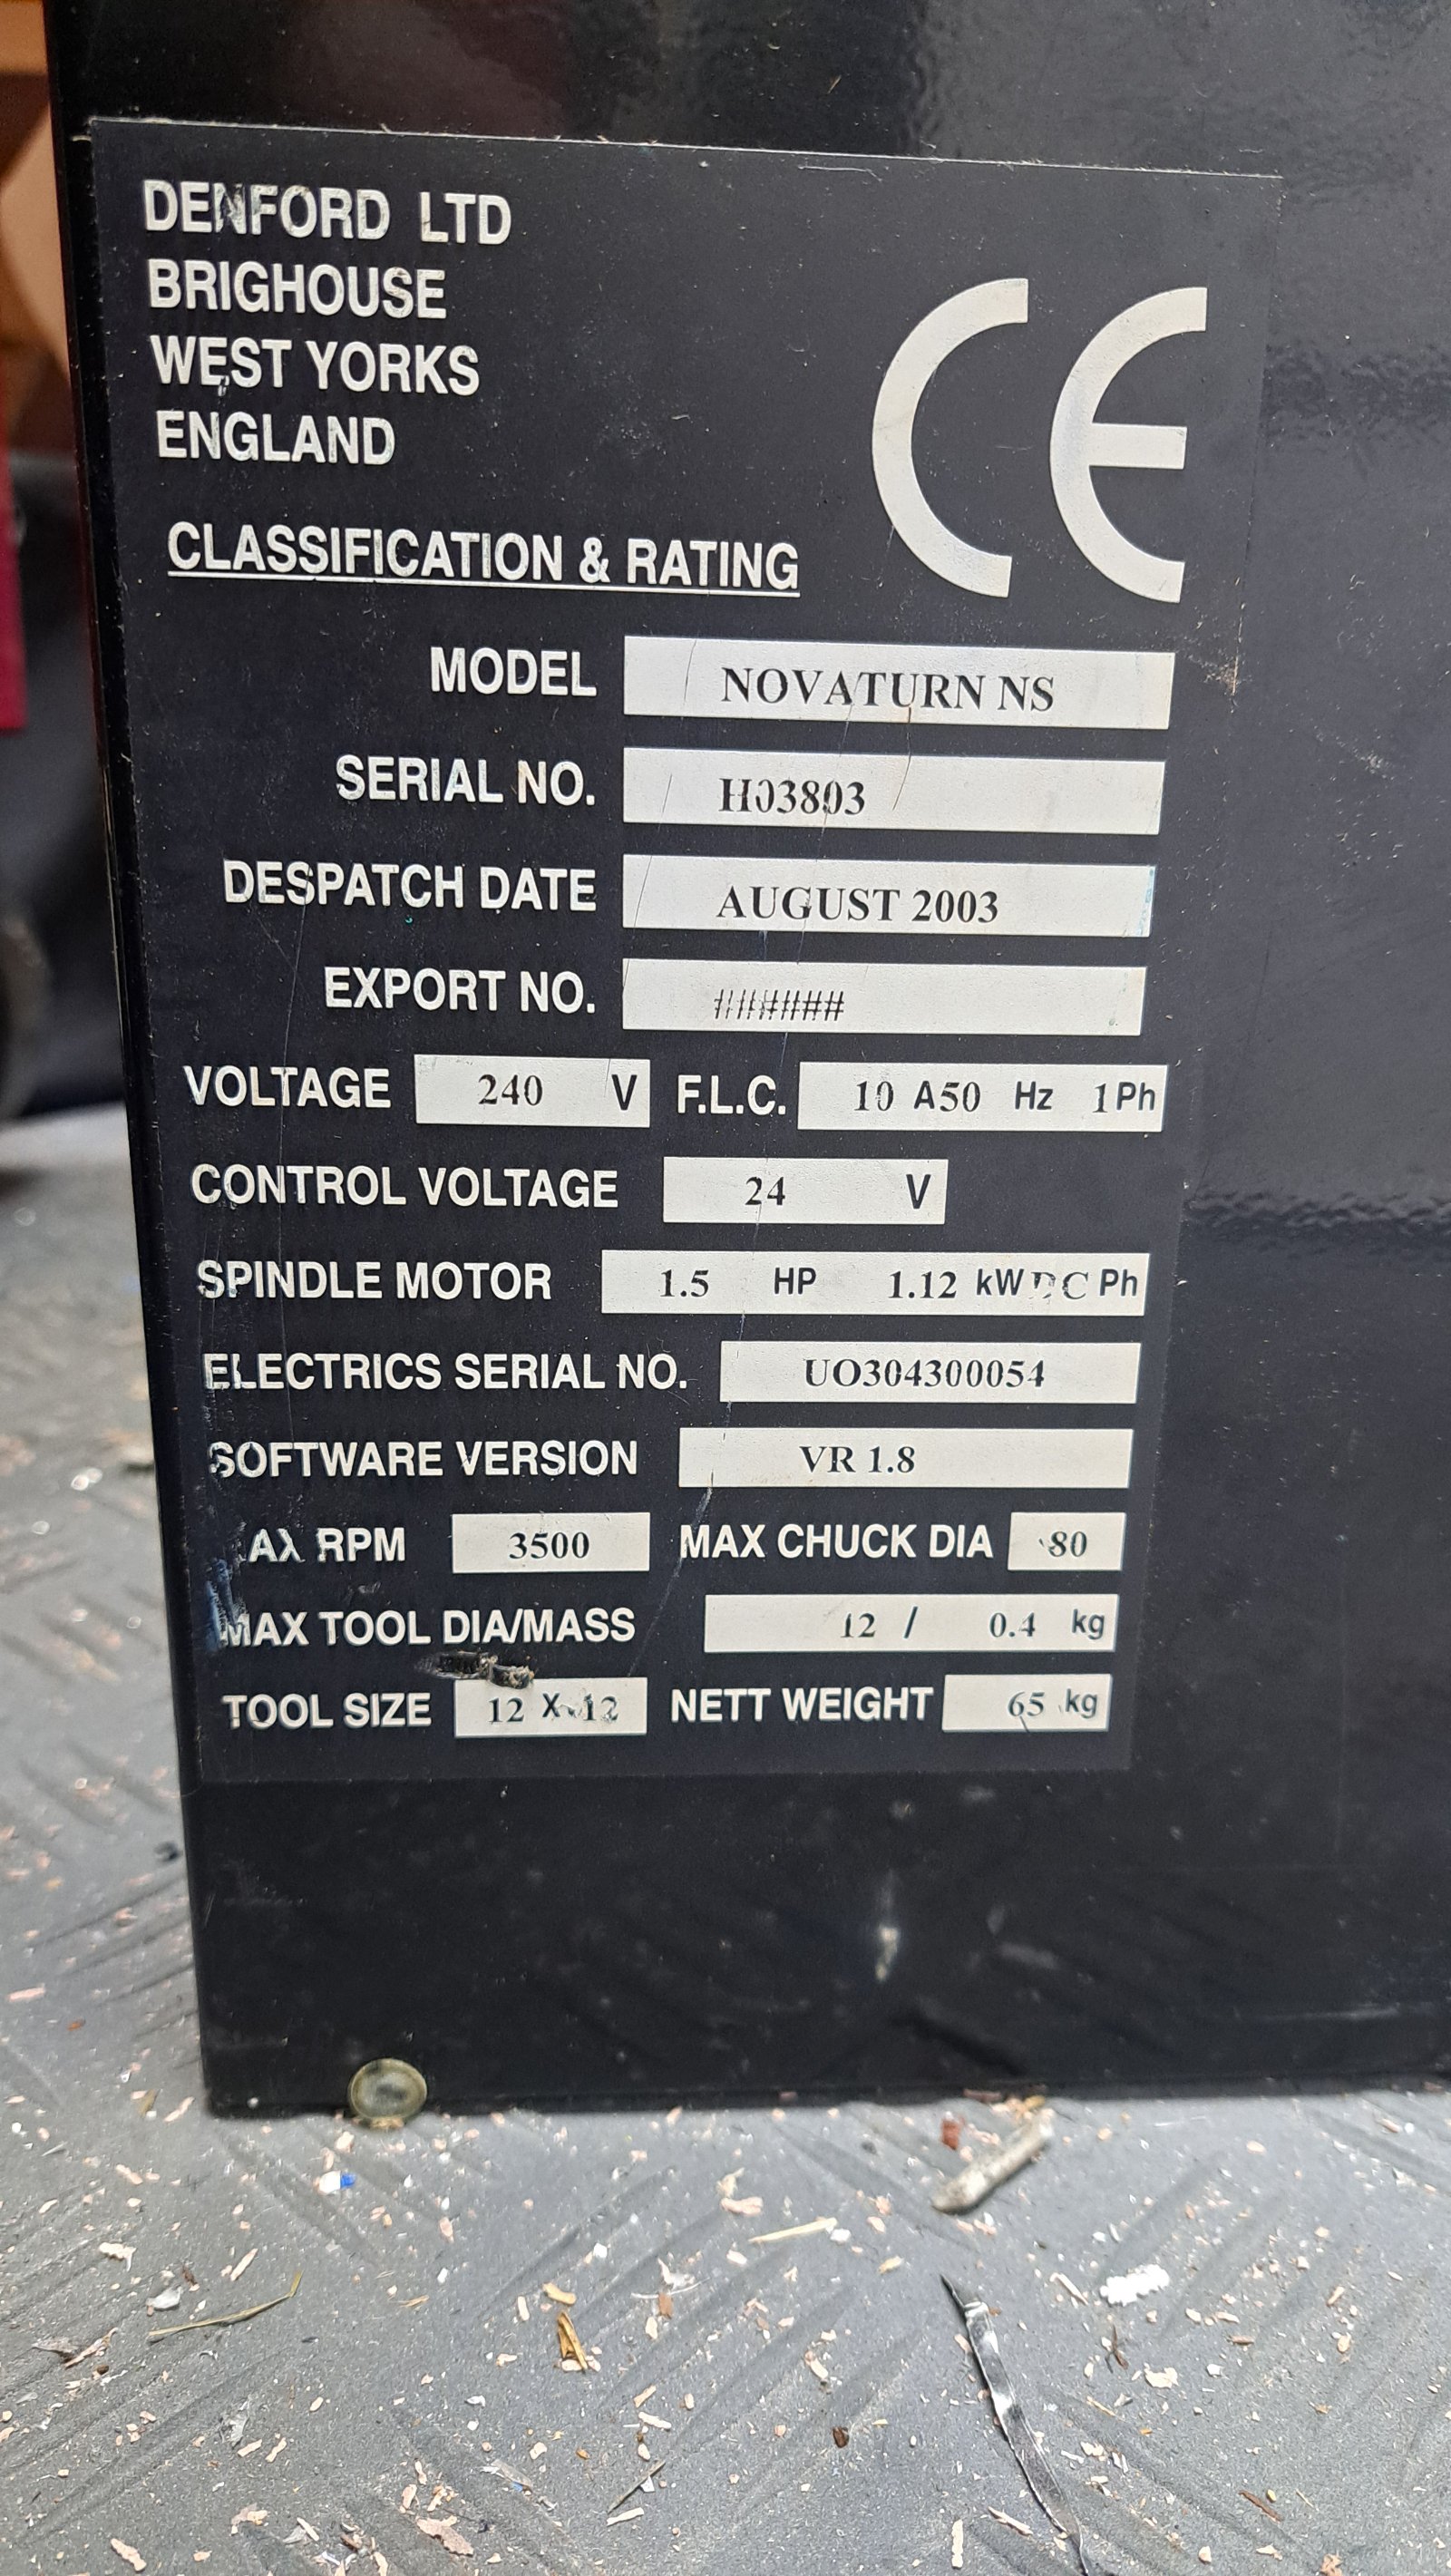 DENFORD LTD
BRIGHOUSE
WEST YORKS
ENGLAND
CE
CLASSIFICATION & RATING
MODEL NOVATURN NS
SERIAL NO. H03803
DESPATCH DATE AUGUST 2003
EXPORT NO. ######
VOLTAGE 240 V F.L.C. 10 A50 Hz 1Ph
CONTROL VOLTAGE 24 V
SPINDLE MOTOR 1.5 HP 1.12 kW DC Ph
ELECTRICS SERIAL NO. UO304300054
SOFTWARE VERSION VR 1.8
MAX RPM 3500 MAX CHUCK DIA 80
MAX TOOL DIA/MASS 12 / 0.4 kg
TOOL SIZE 12 X 12 NETT WEIGHT 65 kg